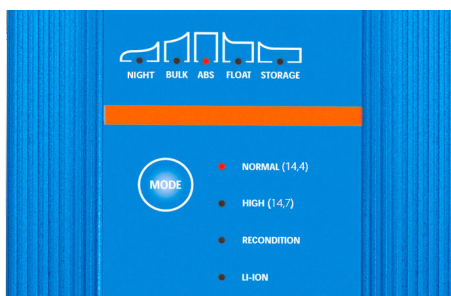 NIGHT BULK ABS FLOAT STORAGE
MODE
NORMAL (14,4)
HIGH (14,7)
RECONDITION
LI-ION